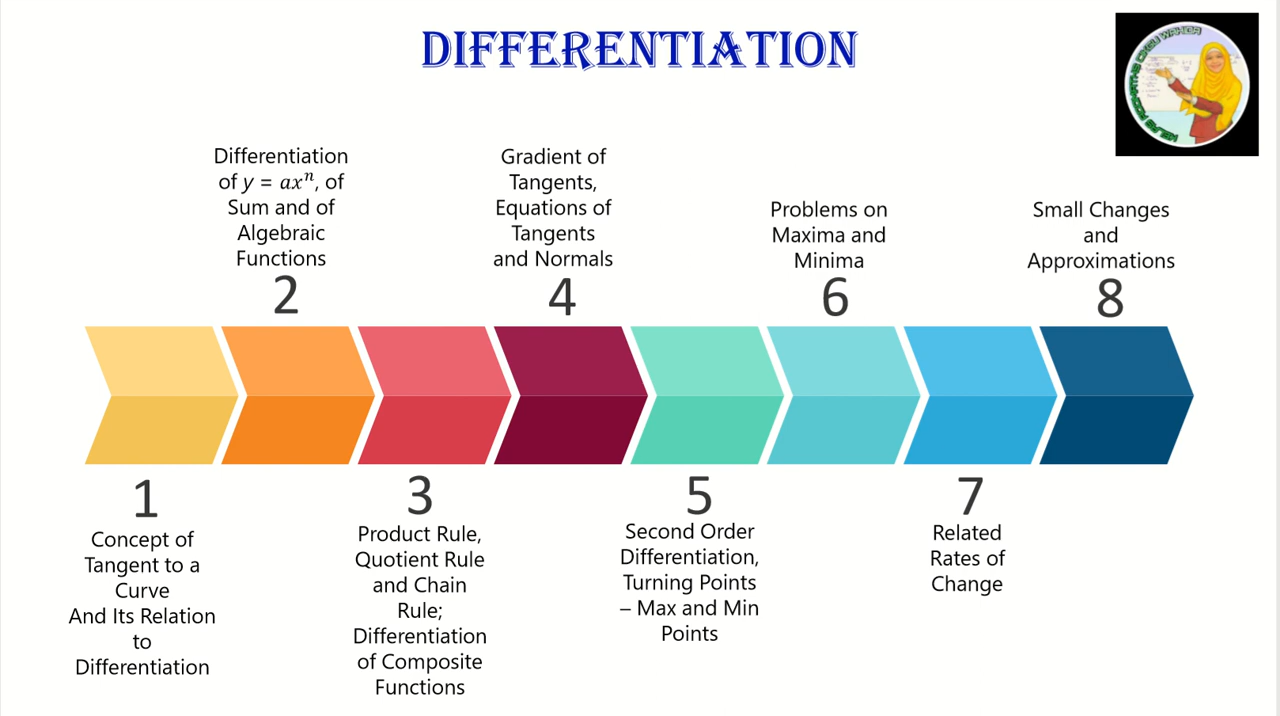 DIFFERENTIATION
Differentiation
of y = axⁿ, of
Sum and of
Algebraic
Functions
2
Gradient of
Tangents,
Equations of
Tangents
and Normals
4
Problems on
Maxima and
Minima
6
Small Changes
and
Approximations
8
1
Concept of
Tangent to a
Curve
And Its Relation
to
Differentiation
3
Product Rule,
Quotient Rule
and Chain
Rule;
Differentiation
of Composite
Functions
5
Second Order
Differentiation,
Turning Points
– Max and Min
Points
7
Related
Rates of
Change